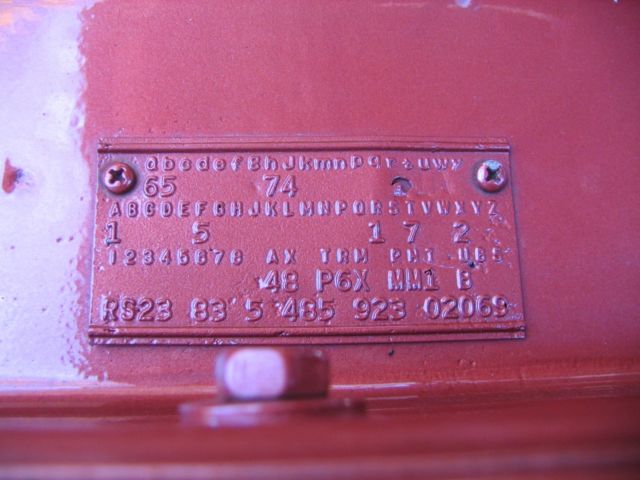 abcdefghJkmnpqrtuwy
65 74
ABCDEFGHJKLMNPQRSTVWXYZ
1 5 1 7 2
12345678 AX TRM PNT UBS
48 P6X MM1 B
RS23 83 5 485 923 02069